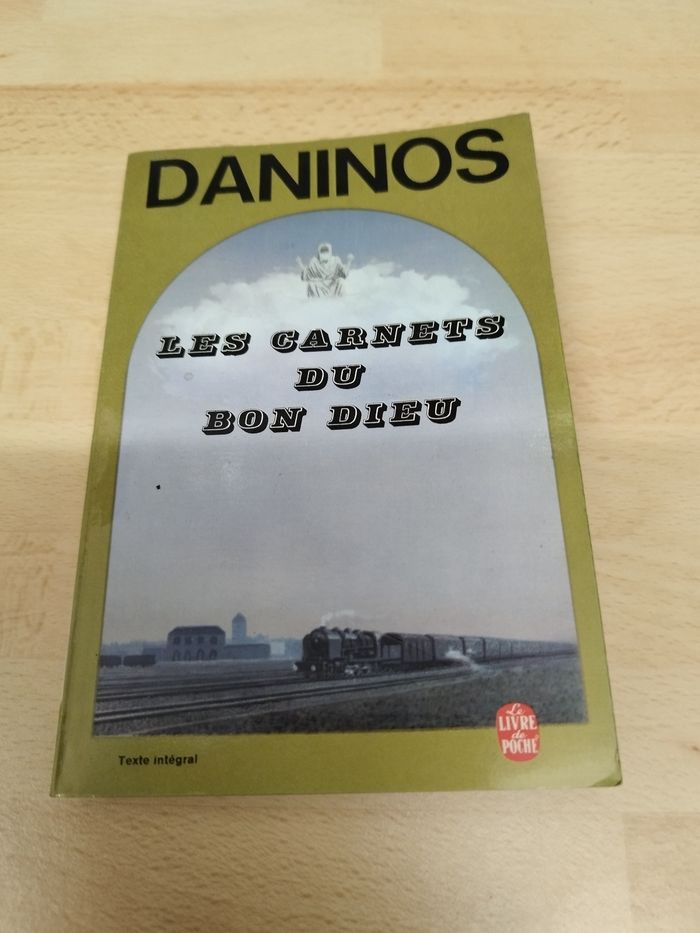 DANINOS
LES CARNETS
DU
BON DIEU
Le
LIVRE
de
POCHE
Texte intégral